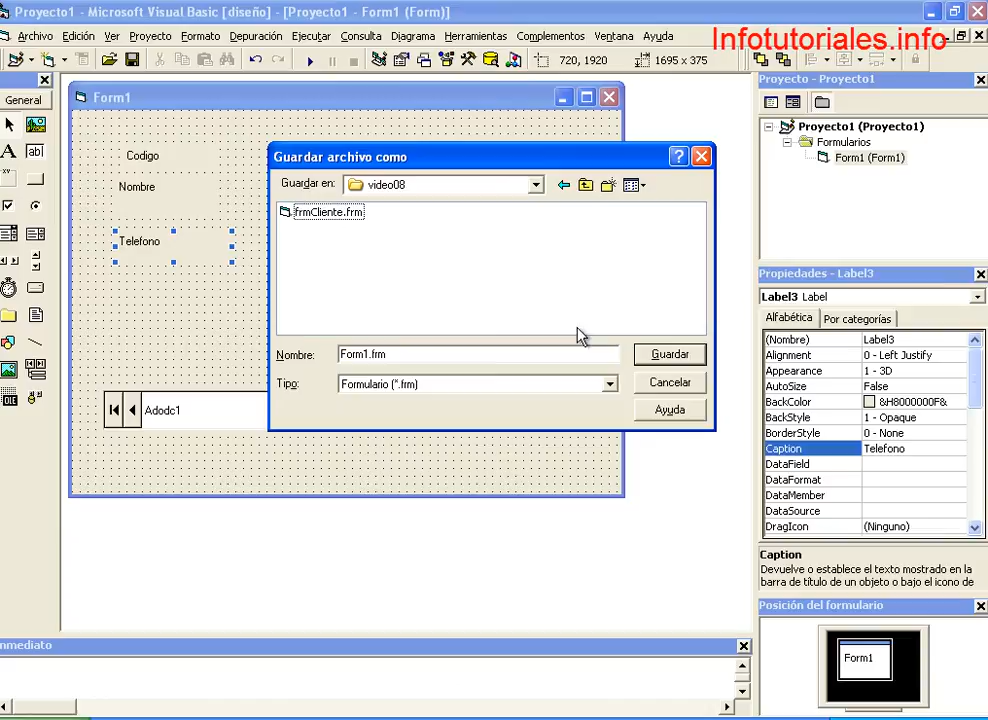 Proyecto1 - Microsoft Visual Basic [diseño] - [Proyecto1 - Form1 (Form)]
Archivo Edición Ver Proyecto Formato Depuración Ejecutar Consulta Diagrama Herramientas Complementos Ventana Ayuda
Infotutoriales.info
720, 1920 1695 x 375
General
A
abl
xv
OLE
Form1
Codigo
Nombre
Telefono
Adodc1
Guardar archivo como
Guardar en: video08
frmCliente.frm
Nombre: Form1.frm Guardar
Tipo: Formulario (*.frm) Cancelar
Ayuda
Proyecto - Proyecto1
Proyecto1 (Proyecto1)
Formularios
Form1 (Form1)
Propiedades - Label3
Label3 Label
Alfabética Por categorías
(Nombre) Label3
Alignment 0 - Left Justify
Appearance 1 - 3D
AutoSize False
BackColor &H8000000F&
BackStyle 1 - Opaque
BorderStyle 0 - None
Caption Telefono
DataField
DataFormat
DataMember
DataSource
DragIcon (Ninguno)
Caption
Devuelve o establece el texto mostrado en la
barra de título de un objeto o bajo el icono de
Posición del formulario
Form1
nmediato